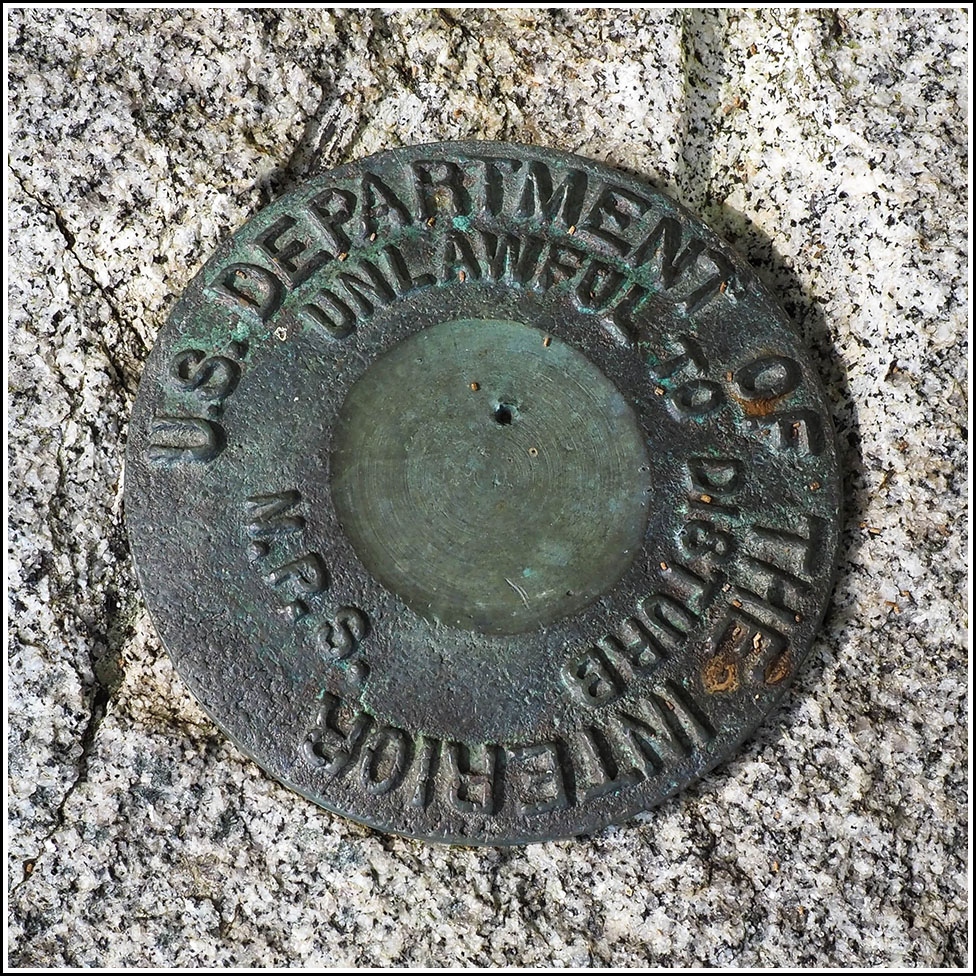 U.S. DEPARTMENT OF THE INTERIOR
UNLAWFUL TO DISTURB
N.P.S.